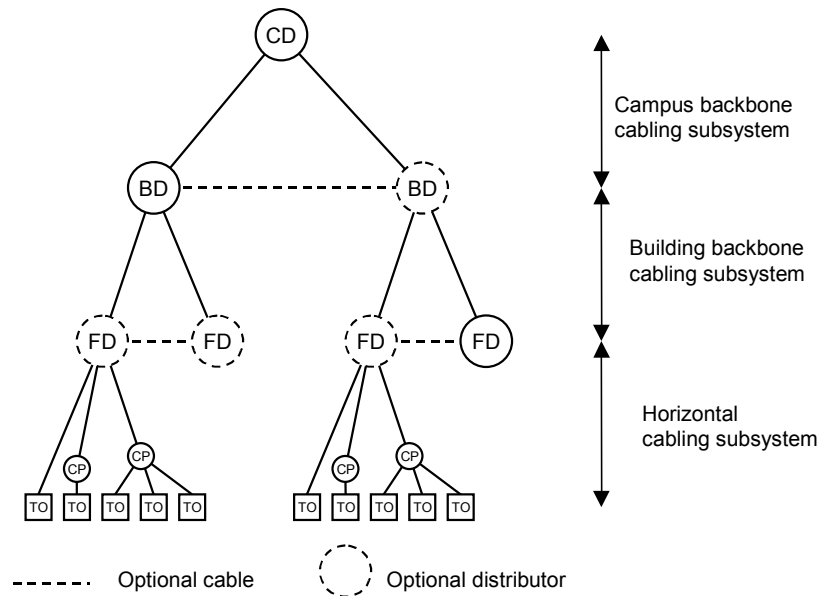 CD
Campus backbone
cabling subsystem
BD
BD
Building backbone
cabling subsystem
FD
FD
FD
FD
Horizontal
cabling subsystem
CP
CP
CP
CP
TO
TO
TO
TO
TO
TO
TO
TO
TO
TO
Optional cable
Optional distributor